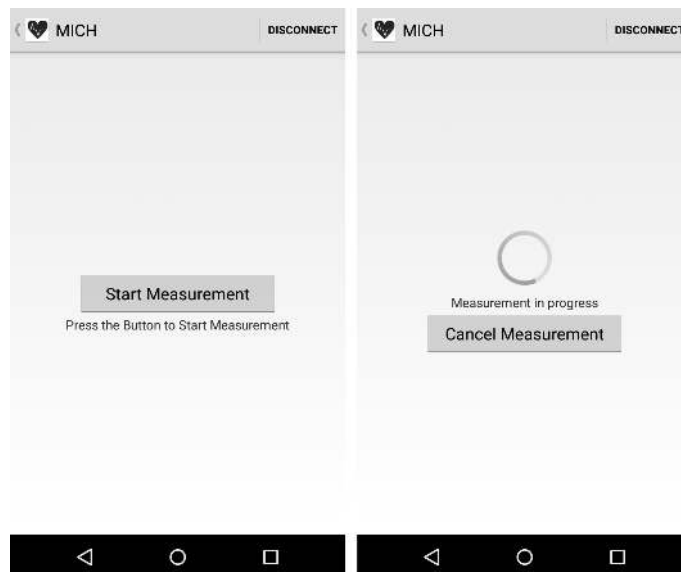 MICH
DISCONNECT
Start Measurement
Press the Button to Start Measurement
MICH
DISCONNECT
Measurement in progress
Cancel Measurement